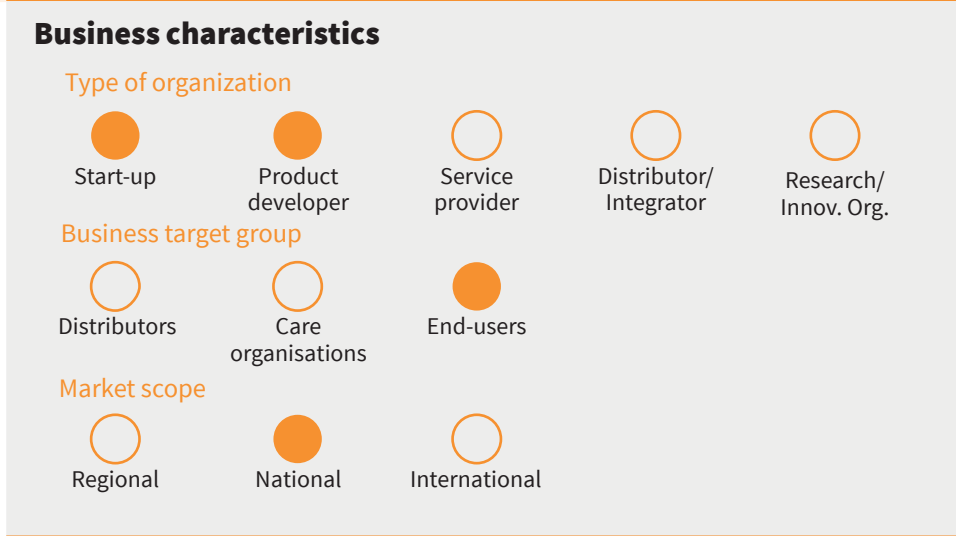 Business characteristics
Type of organization
Start-up
Product
developer
Service
provider
Distributor/
Integrator
Research/
Innov. Org.
Business target group
Distributors
Care
organisations
End-users
Market scope
Regional
National
International